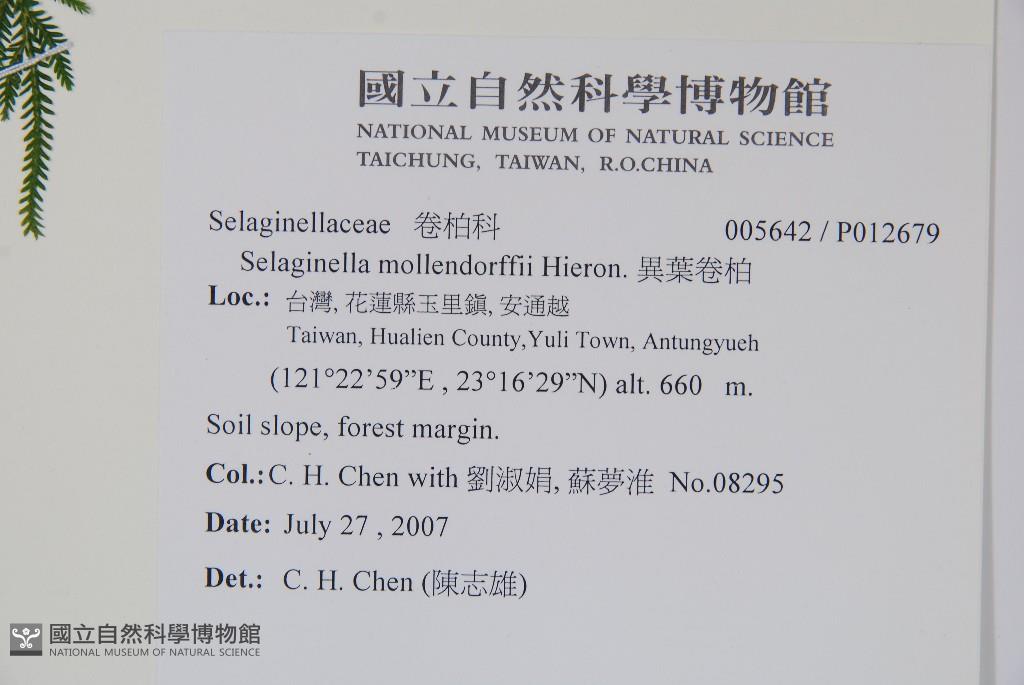 國立自然科學博物館
NATIONAL MUSEUM OF NATURAL SCIENCE
TAICHUNG, TAIWAN, R.O.CHINA
Selaginellaceae 卷柏科 005642 / P012679
Selaginella mollendorffii Hieron. 異葉卷柏
Loc.: 台灣, 花蓮縣玉里鎮, 安通越
Taiwan, Hualien County,Yuli Town, Antungyueh
(121°22’59”E , 23°16’29”N) alt. 660 m.
Soil slope, forest margin.
Col.: C. H. Chen with 劉淑娟, 蘇夢淮 No.08295
Date: July 27 , 2007
Det.: C. H. Chen (陳志雄)
國立自然科學博物館
NATIONAL MUSEUM OF NATURAL SCIENCE